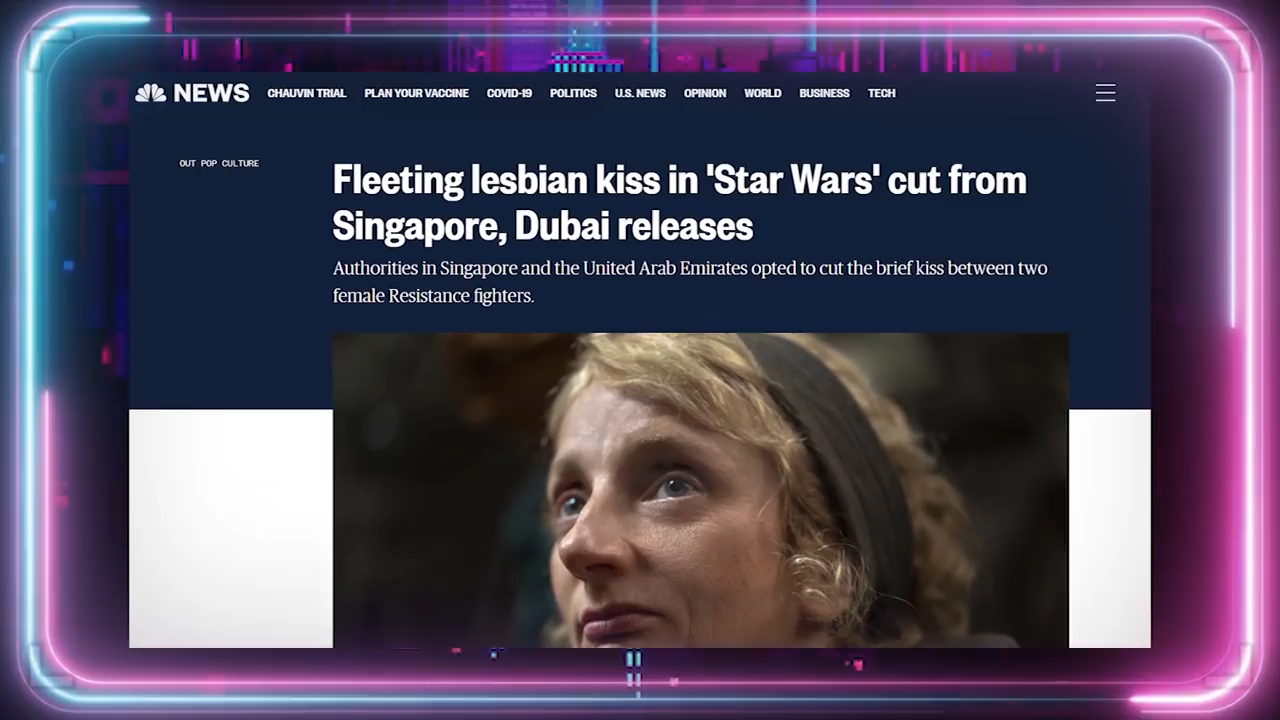 NEWS CHAUVIN TRIAL PLAN YOUR VACCINE COVID-19 POLITICS U.S. NEWS OPINION WORLD BUSINESS TECH
OUT POP CULTURE
Fleeting lesbian kiss in 'Star Wars' cut from
Singapore, Dubai releases
Authorities in Singapore and the United Arab Emirates opted to cut the brief kiss between two
female Resistance fighters.